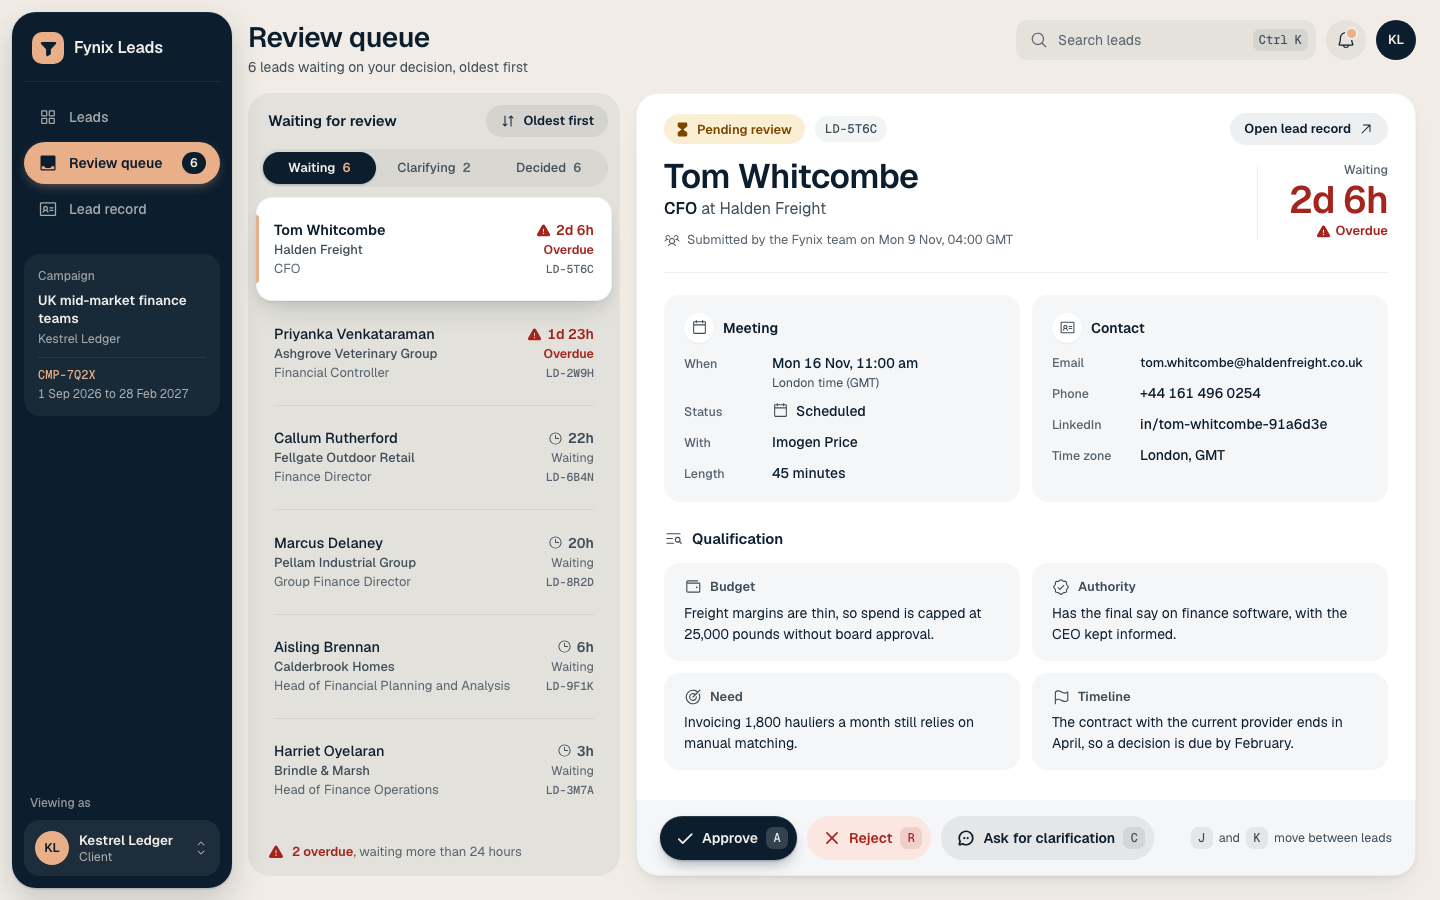 Fynix Leads
Leads
Review queue 6
Lead record
Campaign
UK mid-market finance
teams
Kestrel Ledger
CMP-7Q2X
1 Sep 2026 to 28 Feb 2027
Viewing as
KL
Kestrel Ledger
Client
Review queue
6 leads waiting on your decision, oldest first
Search leads Ctrl K
KL
Waiting for review
Oldest first
Waiting 6
Clarifying 2
Decided 6
Tom Whitcombe 2d 6h
Halden Freight Overdue
CFO LD-5T6C
Priyanka Venkataraman 1d 23h
Ashgrove Veterinary Group Overdue
Financial Controller LD-2W9H
Callum Rutherford 22h
Fellgate Outdoor Retail Waiting
Finance Director LD-6B4N
Marcus Delaney 20h
Pellam Industrial Group Waiting
Group Finance Director LD-8R2D
Aisling Brennan 6h
Calderbrook Homes Waiting
Head of Financial Planning and Analysis LD-9F1K
Harriet Oyelaran 3h
Brindle & Marsh Waiting
Head of Finance Operations LD-3M7A
2 overdue, waiting more than 24 hours
Pending review LD-5T6C
Open lead record
Tom Whitcombe
CFO at Halden Freight
Submitted by the Fynix team on Mon 9 Nov, 04:00 GMT
Waiting
2d 6h
Overdue
Meeting
When Mon 16 Nov, 11:00 am
London time (GMT)
Status Scheduled
With Imogen Price
Length 45 minutes
Contact
Email tom.whitcombe@haldenfreight.co.uk
Phone +44 161 496 0254
LinkedIn in/tom-whitcombe-91a6d3e
Time zone London, GMT
Qualification
Budget
Freight margins are thin, so spend is capped at
25,000 pounds without board approval.
Authority
Has the final say on finance software, with the
CEO kept informed.
Need
Invoicing 1,800 hauliers a month still relies on
manual matching.
Timeline
The contract with the current provider ends in
April, so a decision is due by February.
Approve A
Reject R
Ask for clarification C
J and K move between leads